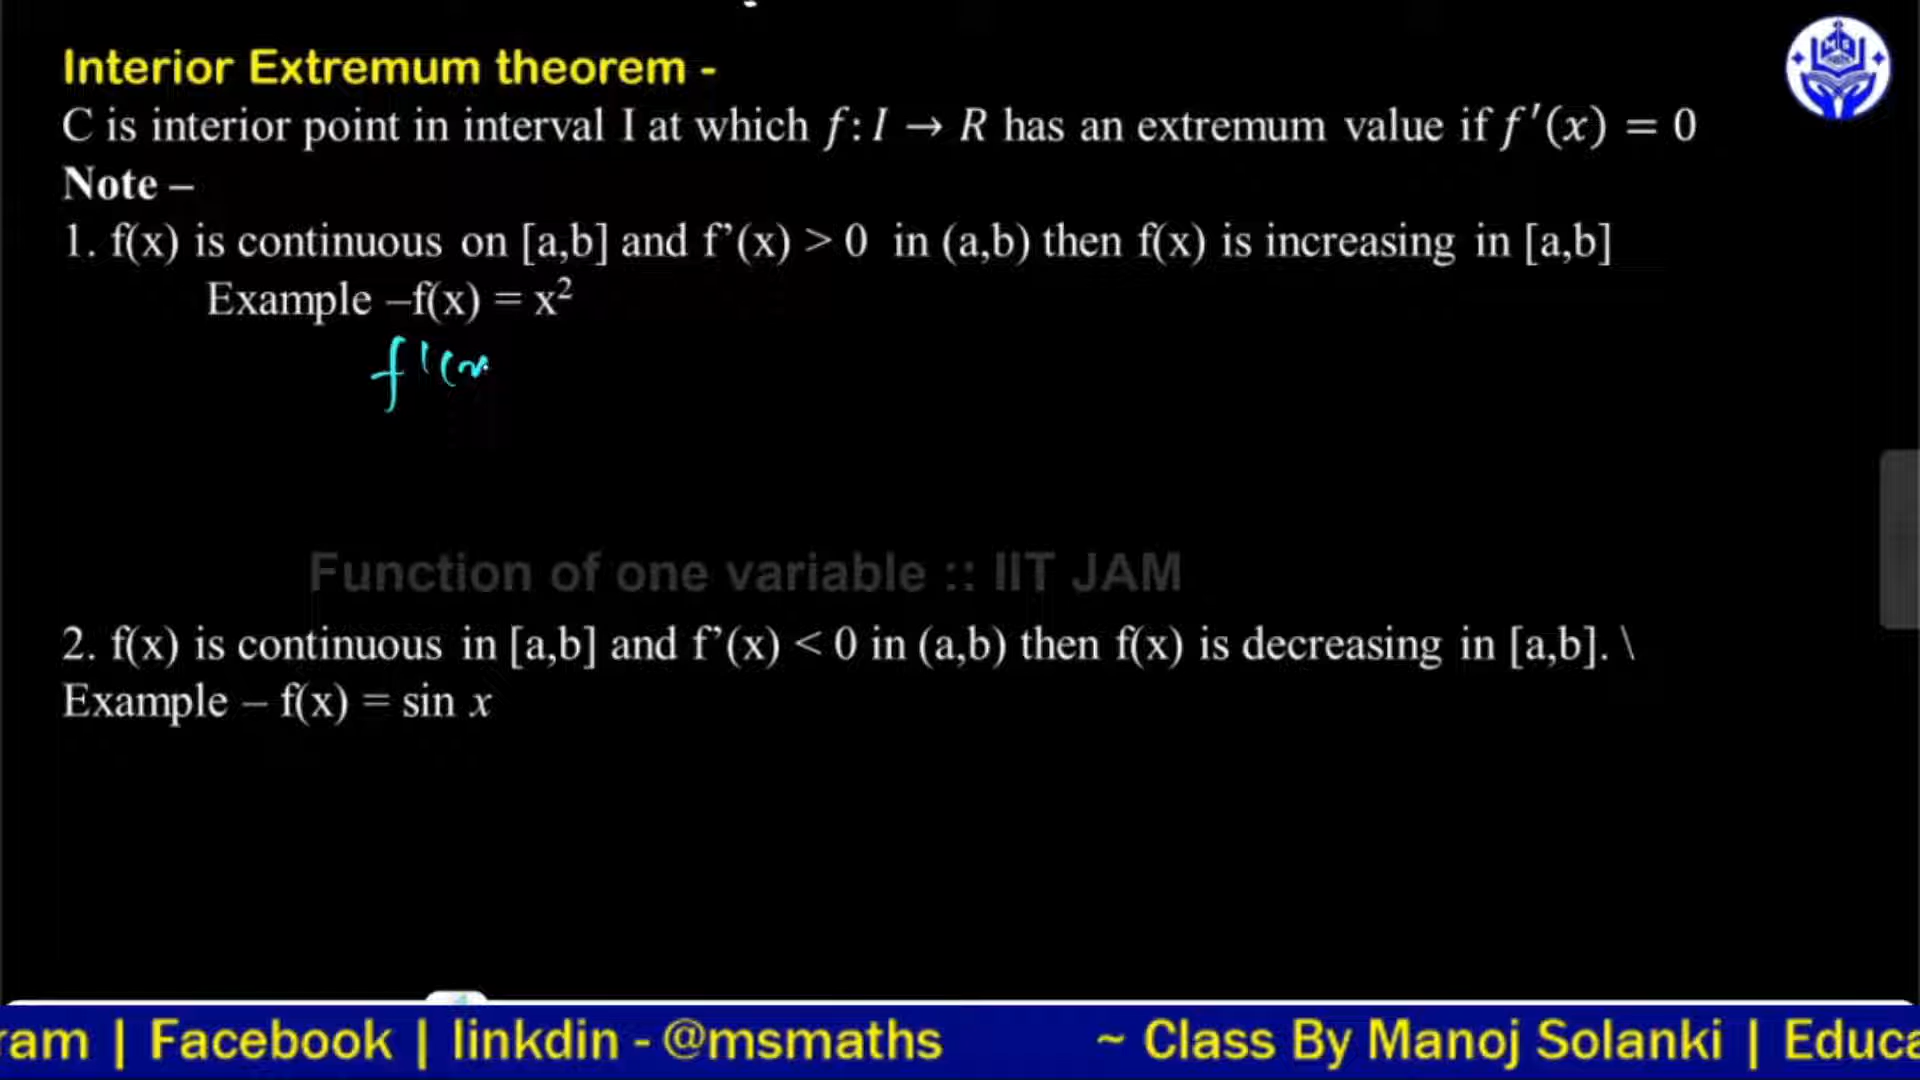 Interior Extremum theorem -
C is interior point in interval I at which f: I → R has an extremum value if f′(x) = 0
Note –
1. f(x) is continuous on [a,b] and f’(x) > 0 in (a,b) then f(x) is increasing in [a,b]
Example –f(x) = x²
f'(x
Function of one variable :: IIT JAM
2. f(x) is continuous in [a,b] and f’(x) < 0 in (a,b) then f(x) is decreasing in [a,b]. \
Example – f(x) = sin x
ram | Facebook | linkdin - @msmaths ~ Class By Manoj Solanki | Educa